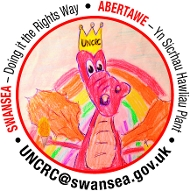 SWANSEA – Doing it the Rights Way •
ABERTAWE – Yn Sicrhau Hawliau Plant •
UNCRC
• UNCRC@swansea.gov.uk •